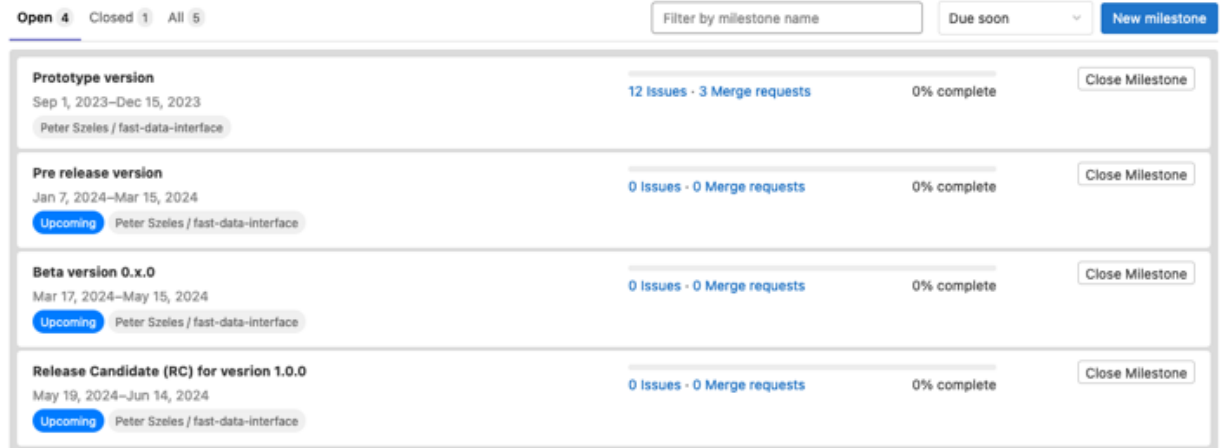 Open 4 Closed 1 All 5 Filter by milestone name Due soon New milestone
Prototype version
12 Issues · 3 Merge requests 0% complete Close Milestone
Sep 1, 2023–Dec 15, 2023
Peter Szeles / fast-data-interface
Pre release version
0 Issues · 0 Merge requests 0% complete Close Milestone
Jan 7, 2024–Mar 15, 2024
Upcoming Peter Szeles / fast-data-interface
Beta version 0.x.0
0 Issues · 0 Merge requests 0% complete Close Milestone
Mar 17, 2024–May 15, 2024
Upcoming Peter Szeles / fast-data-interface
Release Candidate (RC) for vesrion 1.0.0
0 Issues · 0 Merge requests 0% complete Close Milestone
May 19, 2024–Jun 14, 2024
Upcoming Peter Szeles / fast-data-interface